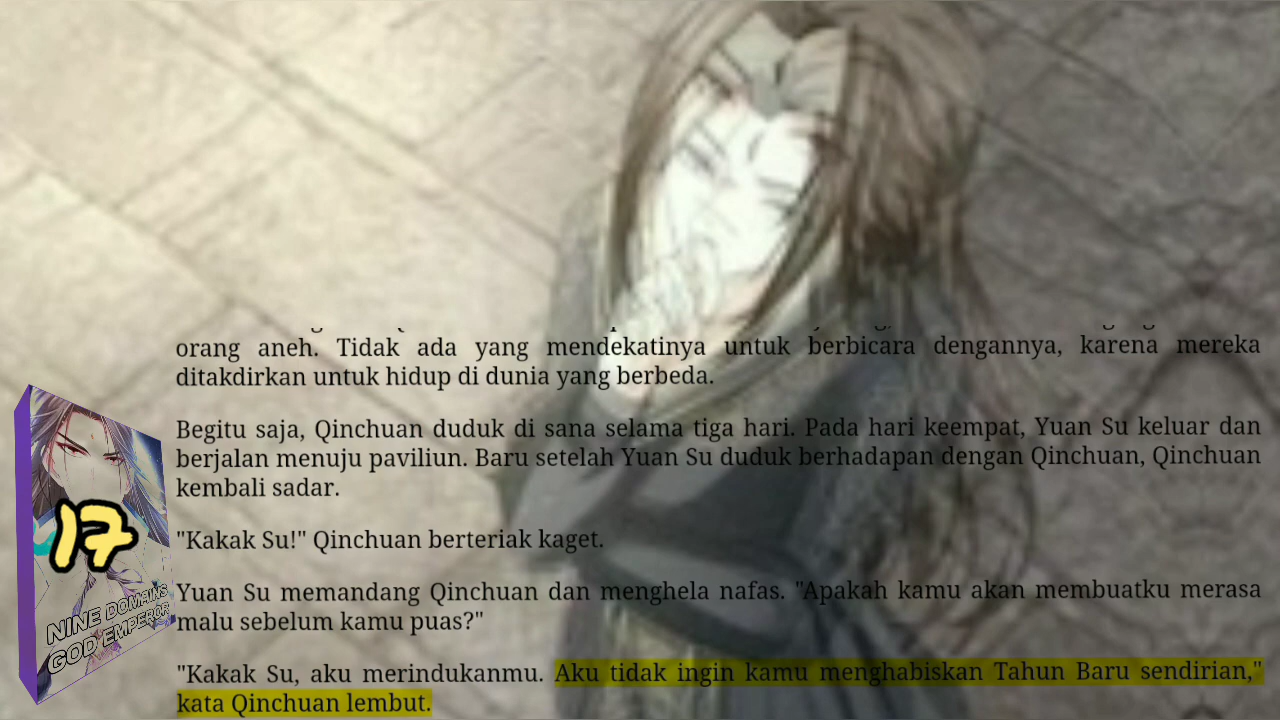 orang aneh. Tidak ada yang mendekatinya untuk berbicara dengannya, karena mereka
ditakdirkan untuk hidup di dunia yang berbeda.
Begitu saja, Qinchuan duduk di sana selama tiga hari. Pada hari keempat, Yuan Su keluar dan
berjalan menuju paviliun. Baru setelah Yuan Su duduk berhadapan dengan Qinchuan, Qinchuan
kembali sadar.
"Kakak Su!" Qinchuan berteriak kaget.
Yuan Su memandang Qinchuan dan menghela nafas. "Apakah kamu akan membuatku merasa
malu sebelum kamu puas?"
"Kakak Su, aku merindukanmu. Aku tidak ingin kamu menghabiskan Tahun Baru sendirian,"
kata Qinchuan lembut.
17
NINE DOMAINS
GOD EMPEROR